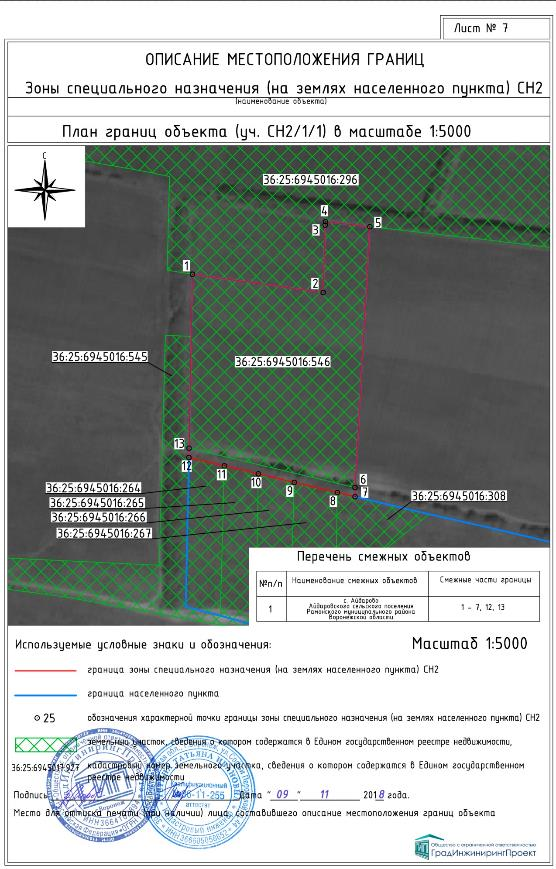 Лист № 7
ОПИСАНИЕ МЕСТОПОЛОЖЕНИЯ ГРАНИЦ
Зоны специального назначения (на землях населенного пункта) СН2
(наименование объекта)
План границ объекта (уч. СН2/1/1) в масштабе 1:5000
С
36:25:6945016:296
4
3
5
1
2
36:25:6945016:545
36:25:6945016:546
13
12
11
10
9
8
6
7
36:25:6945016:264
36:25:6945016:265
36:25:6945016:266
36:25:6945016:267
36:25:6945016:308
Перечень смежных объектов
№п/п
Наименование смежных объектов
Смежные части границы
1
с. Айдарово
Айдаровского сельского поселения
Рамонского муниципального района
Воронежской области
1 - 7, 12, 13
Используемые условные знаки и обозначения:
Масштаб 1:5000
граница зоны специального назначения (на землях населенного пункта) СН2
граница населенного пункта
25
обозначения характерной точки границы зоны специального назначения (на землях населенного пункта) СН2
земельный участок, сведения о котором содержатся в Едином государственном реестре недвижимости,
36:25:6945017:927
кадастровый номер земельного участка, сведения о котором содержатся в Едином государственном
реестре недвижимости
Подпись
Дата " 09 " 11 2018 года.
Место для оттиска печати (при наличии) лица, составившего описание местоположения границ объекта
Общество с ограниченной ответственностью
ГрадИнжинирингПроект